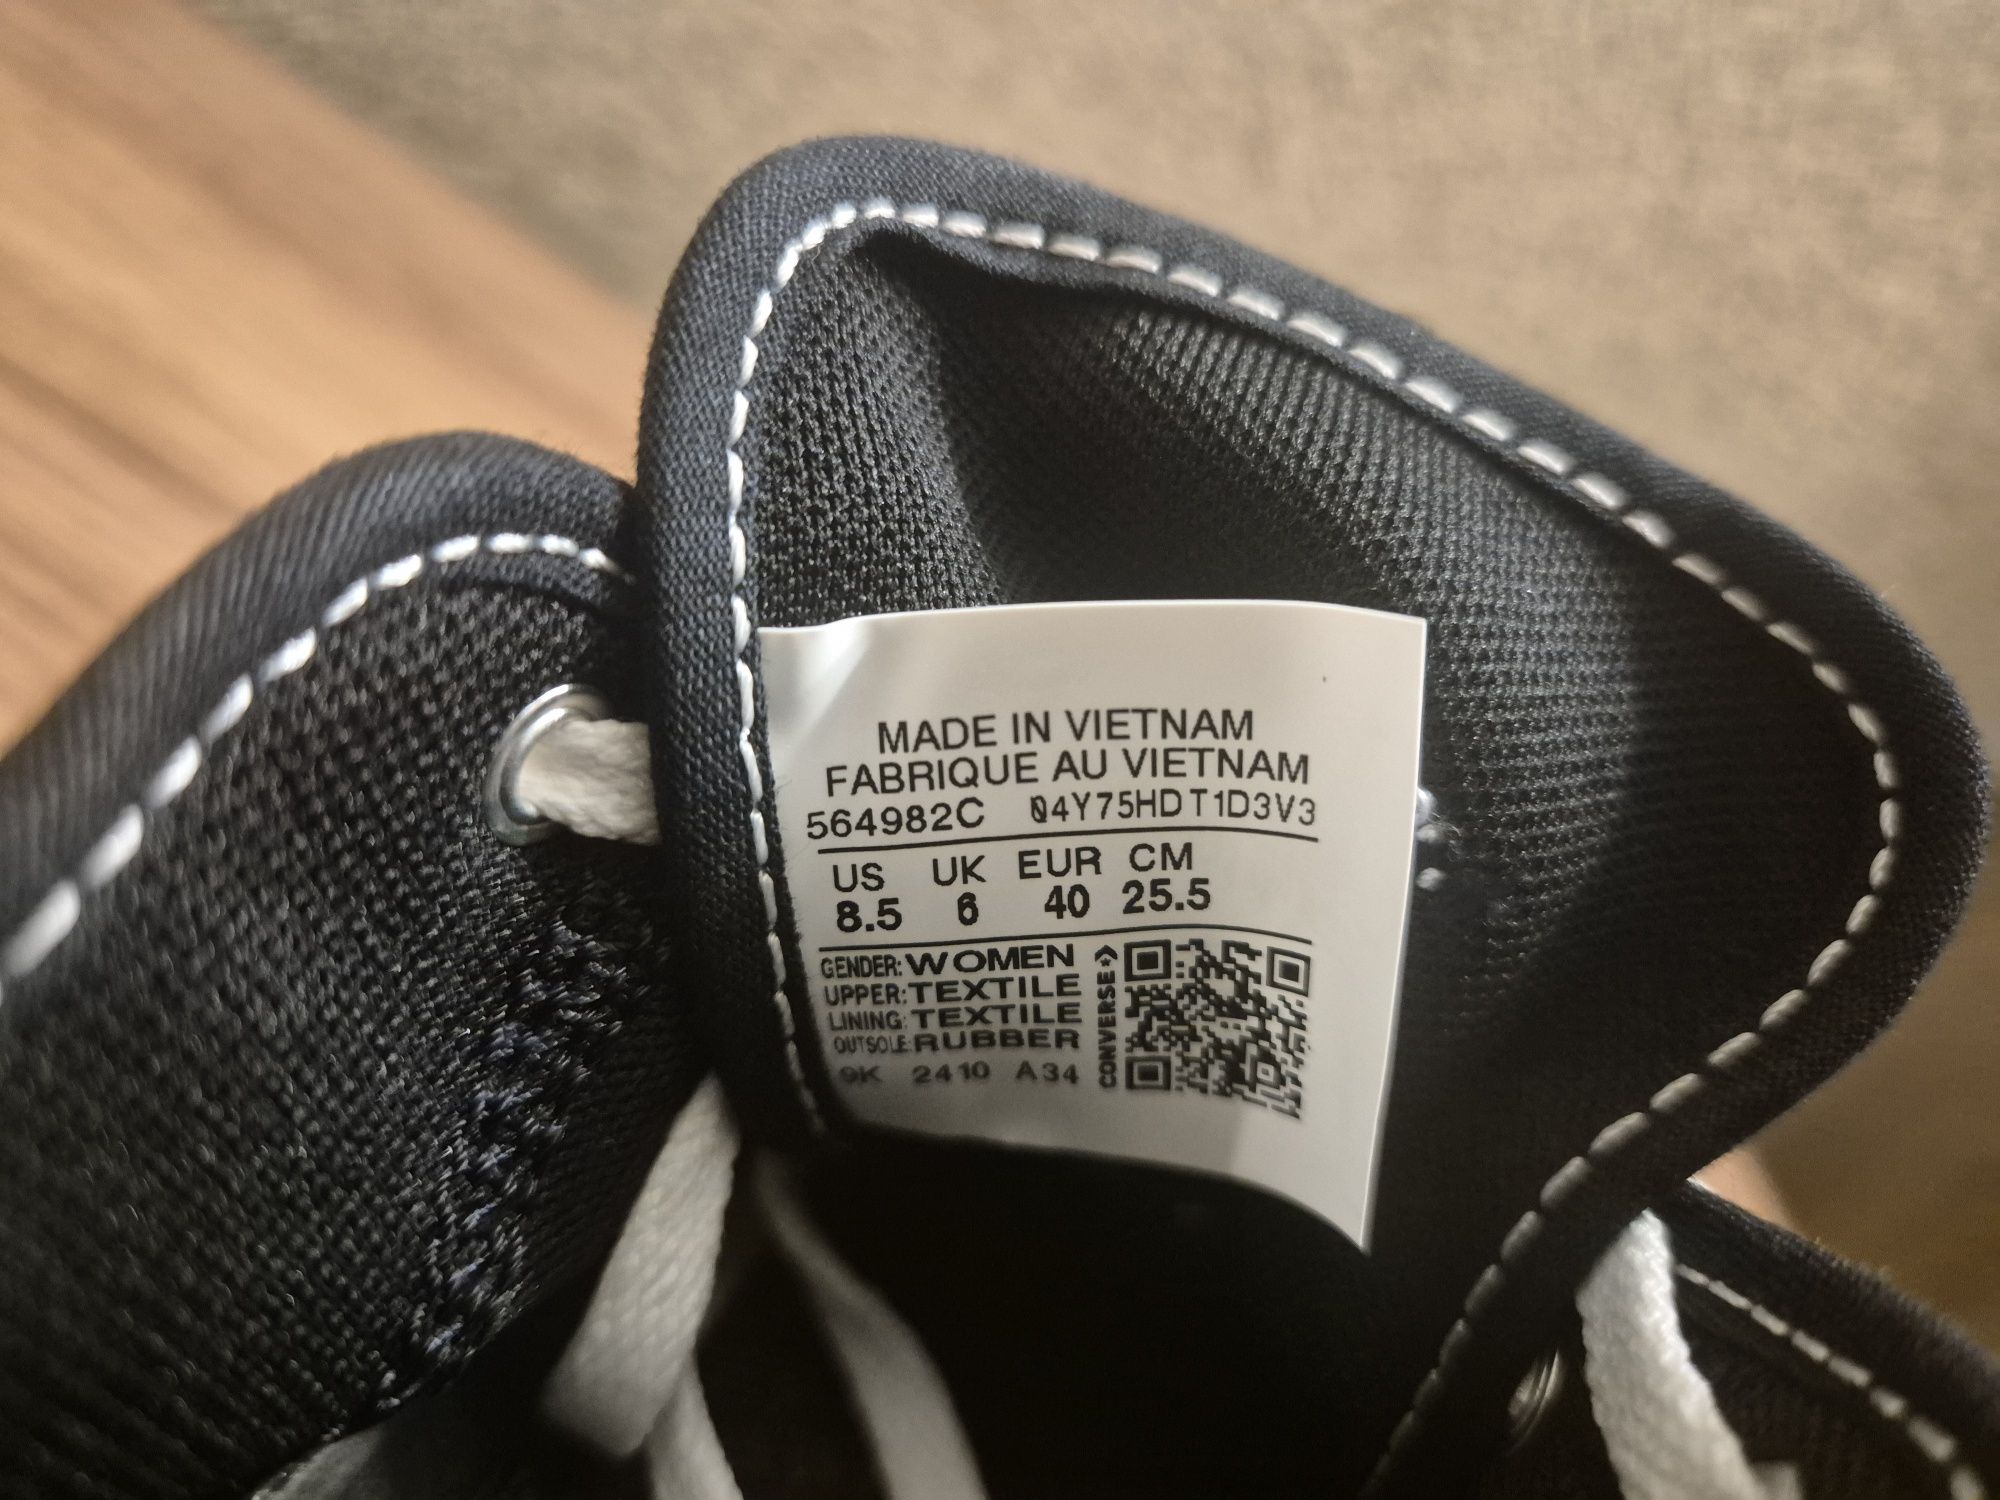 MADE IN VIETNAM
FABRIQUE AU VIETNAM
564982C 04Y75HDT1D3V3
US UK EUR CM
8.5 6 40 25.5
GENDER: WOMEN
UPPER: TEXTILE
LINING: TEXTILE
OUTSOLE: RUBBER
9K 2410 A34
CONVERSE